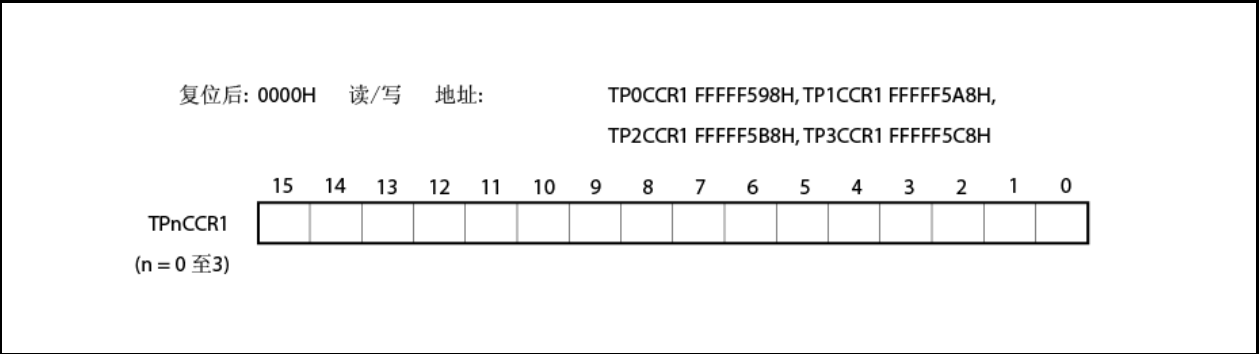 复位后: 0000H 读/写 地址: TP0CCR1 FFFFF598H, TP1CCR1 FFFFF5A8H,
TP2CCR1 FFFFF5B8H, TP3CCR1 FFFFF5C8H
15 14 13 12 11 10 9 8 7 6 5 4 3 2 1 0
TPnCCR1
(n = 0 至3)